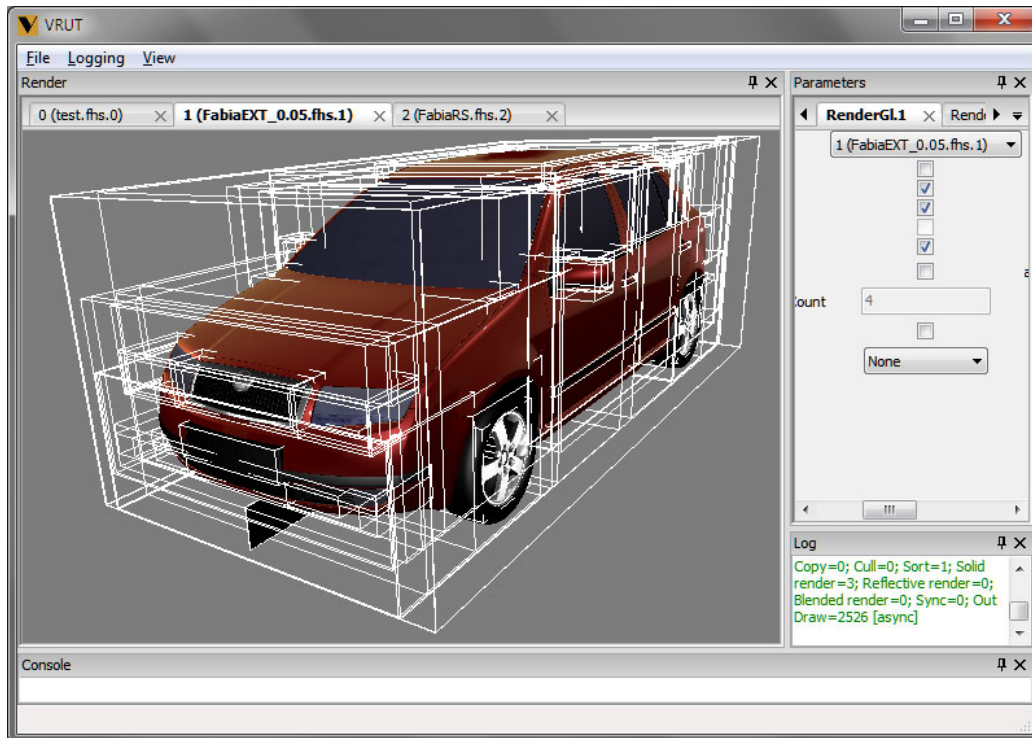 VRUT
File Logging View
Render
Parameters
0 (test.fhs.0) 1 (FabiaEXT_0.05.fhs.1) 2 (FabiaRS.fhs.2)
RenderGl.1
1 (FabiaEXT_0.05.fhs.1)
4
None
Log
Copy=0; Cull=0; Sort=1; Solid
render=3; Reflective render=0;
Blended render=0; Sync=0; Out
Draw=2526 [async]
Console